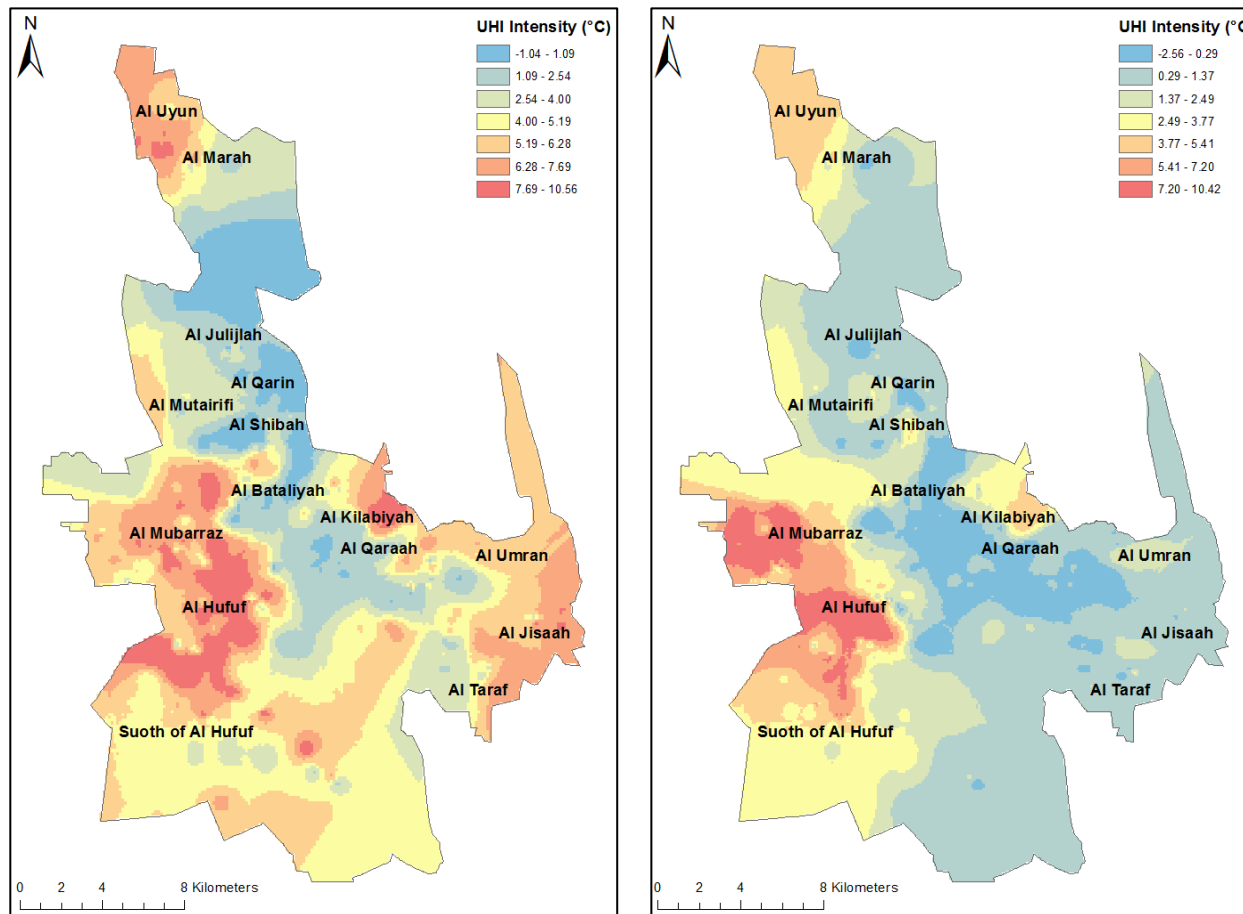 N
UHI Intensity (°C)
-1.04 - 1.09
1.09 - 2.54
2.54 - 4.00
4.00 - 5.19
5.19 - 6.28
6.28 - 7.69
7.69 - 10.56
Al Uyun
Al Marah
Al Julijlah
Al Qarin
Al Mutairifi
Al Shibah
Al Bataliyah
Al Kilabiyah
Al Mubarraz
Al Qaraah
Al Umran
Al Hufuf
Al Jisaah
Al Taraf
Suoth of Al Hufuf
0 2 4 8 Kilometers
N
UHI Intensity (°C
-2.56 - 0.29
0.29 - 1.37
1.37 - 2.49
2.49 - 3.77
3.77 - 5.41
5.41 - 7.20
7.20 - 10.42
Al Uyun
Al Marah
Al Julijlah
Al Qarin
Al Mutairifi
Al Shibah
Al Bataliyah
Al Kilabiyah
Al Mubarraz
Al Qaraah
Al Umran
Al Hufuf
Al Jisaah
Al Taraf
Suoth of Al Hufuf
0 2 4 8 Kilometers